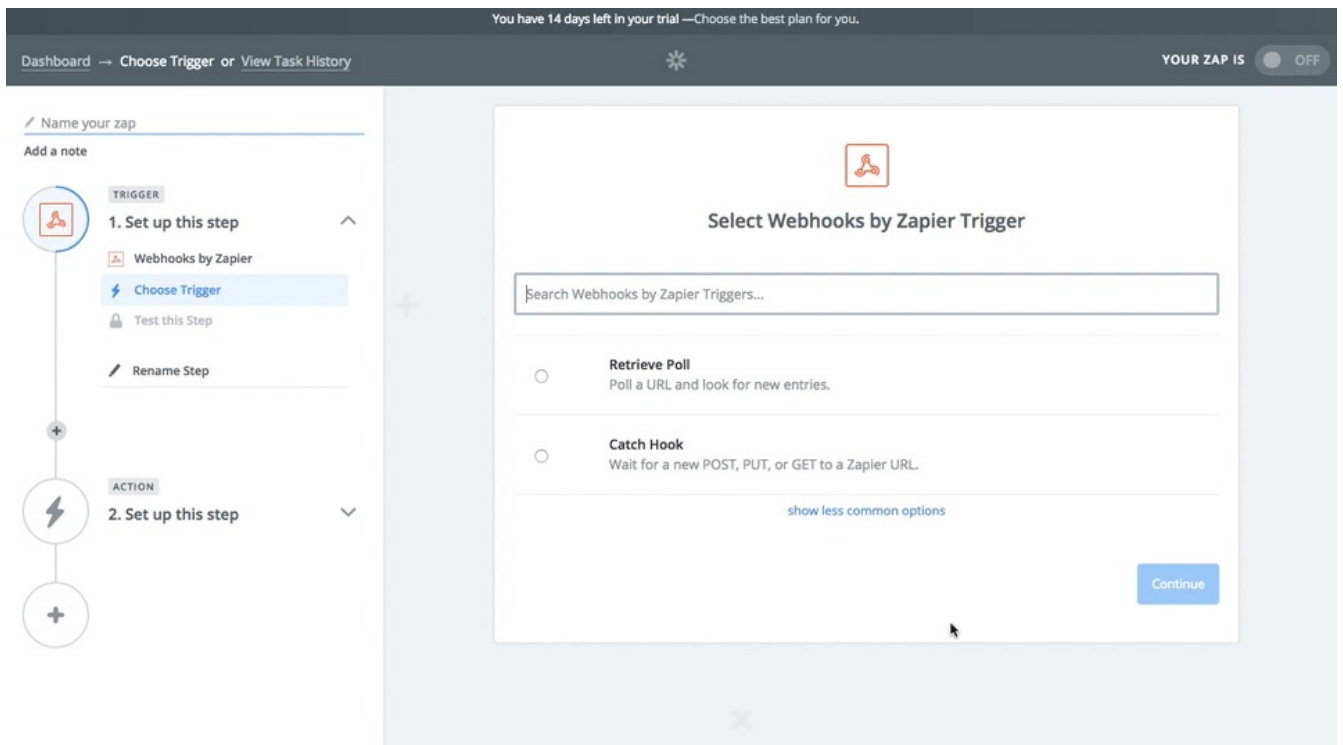 You have 14 days left in your trial —Choose the best plan for you.
Dashboard → Choose Trigger or View Task History
YOUR ZAP IS OFF
Name your zap
Add a note
TRIGGER
1. Set up this step
Webhooks by Zapier
Choose Trigger
Test this Step
Rename Step
ACTION
2. Set up this step
Select Webhooks by Zapier Trigger
Search Webhooks by Zapier Triggers...
Retrieve Poll
Poll a URL and look for new entries.
Catch Hook
Wait for a new POST, PUT, or GET to a Zapier URL.
show less common options
Continue